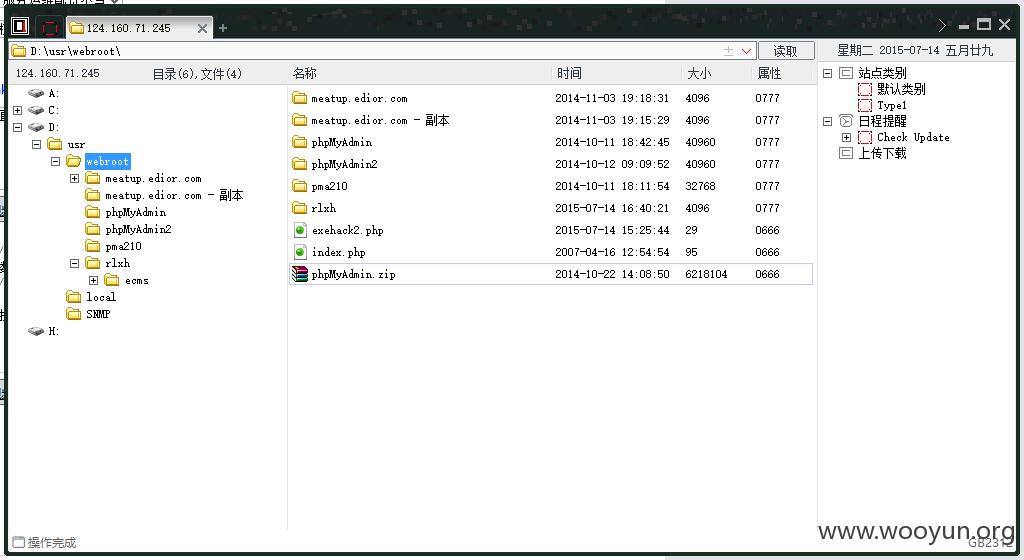 124.160.71.245
D:\usr\webroot\
读取
星期二 2015-07-14 五月廿九
124.160.71.245 目录(6),文件(4)
名称 时间 大小 属性
A:
C:
D:
usr
webroot
meatup.edior.com
meatup.edior.com - 副本
phpMyAdmin
phpMyAdmin2
pma210
rlxh
ecms
local
SNMP
H:
meatup.edior.com 2014-11-03 19:18:31 4096 0777
meatup.edior.com - 副本 2014-11-03 19:15:29 4096 0777
phpMyAdmin 2014-10-11 18:42:45 40960 0777
phpMyAdmin2 2014-10-12 09:09:52 40960 0777
pma210 2014-10-11 18:11:54 32768 0777
rlxh 2015-07-14 16:40:21 4096 0777
exehack2.php 2015-07-14 15:25:44 29 0666
index.php 2007-04-16 12:54:54 95 0666
phpMyAdmin.zip 2014-10-22 14:08:50 6218104 0666
站点类别
默认类别
Type1
日程提醒
Check Update
上传下载
操作完成
www.wooyun.org
GB2312